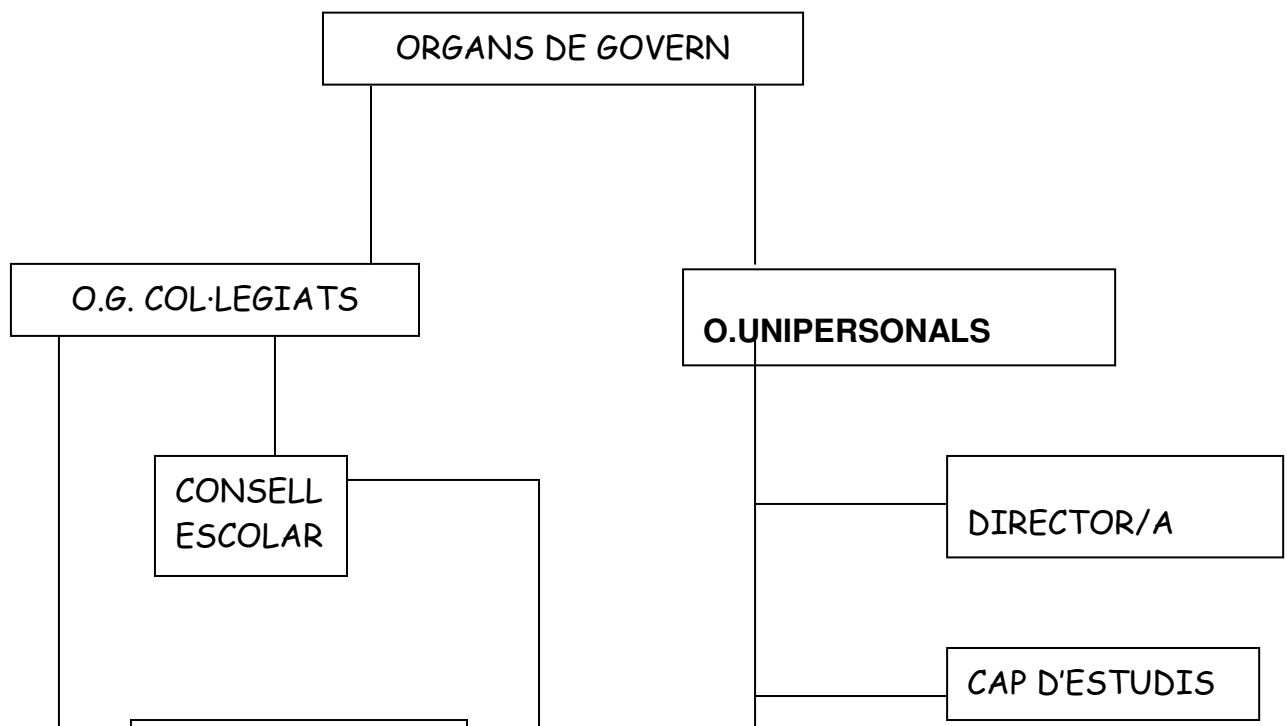 ORGANS DE GOVERN
O.G. COL·LEGIATS
O.UNIPERSONALS
CONSELL
ESCOLAR
DIRECTOR/A
CAP D'ESTUDIS